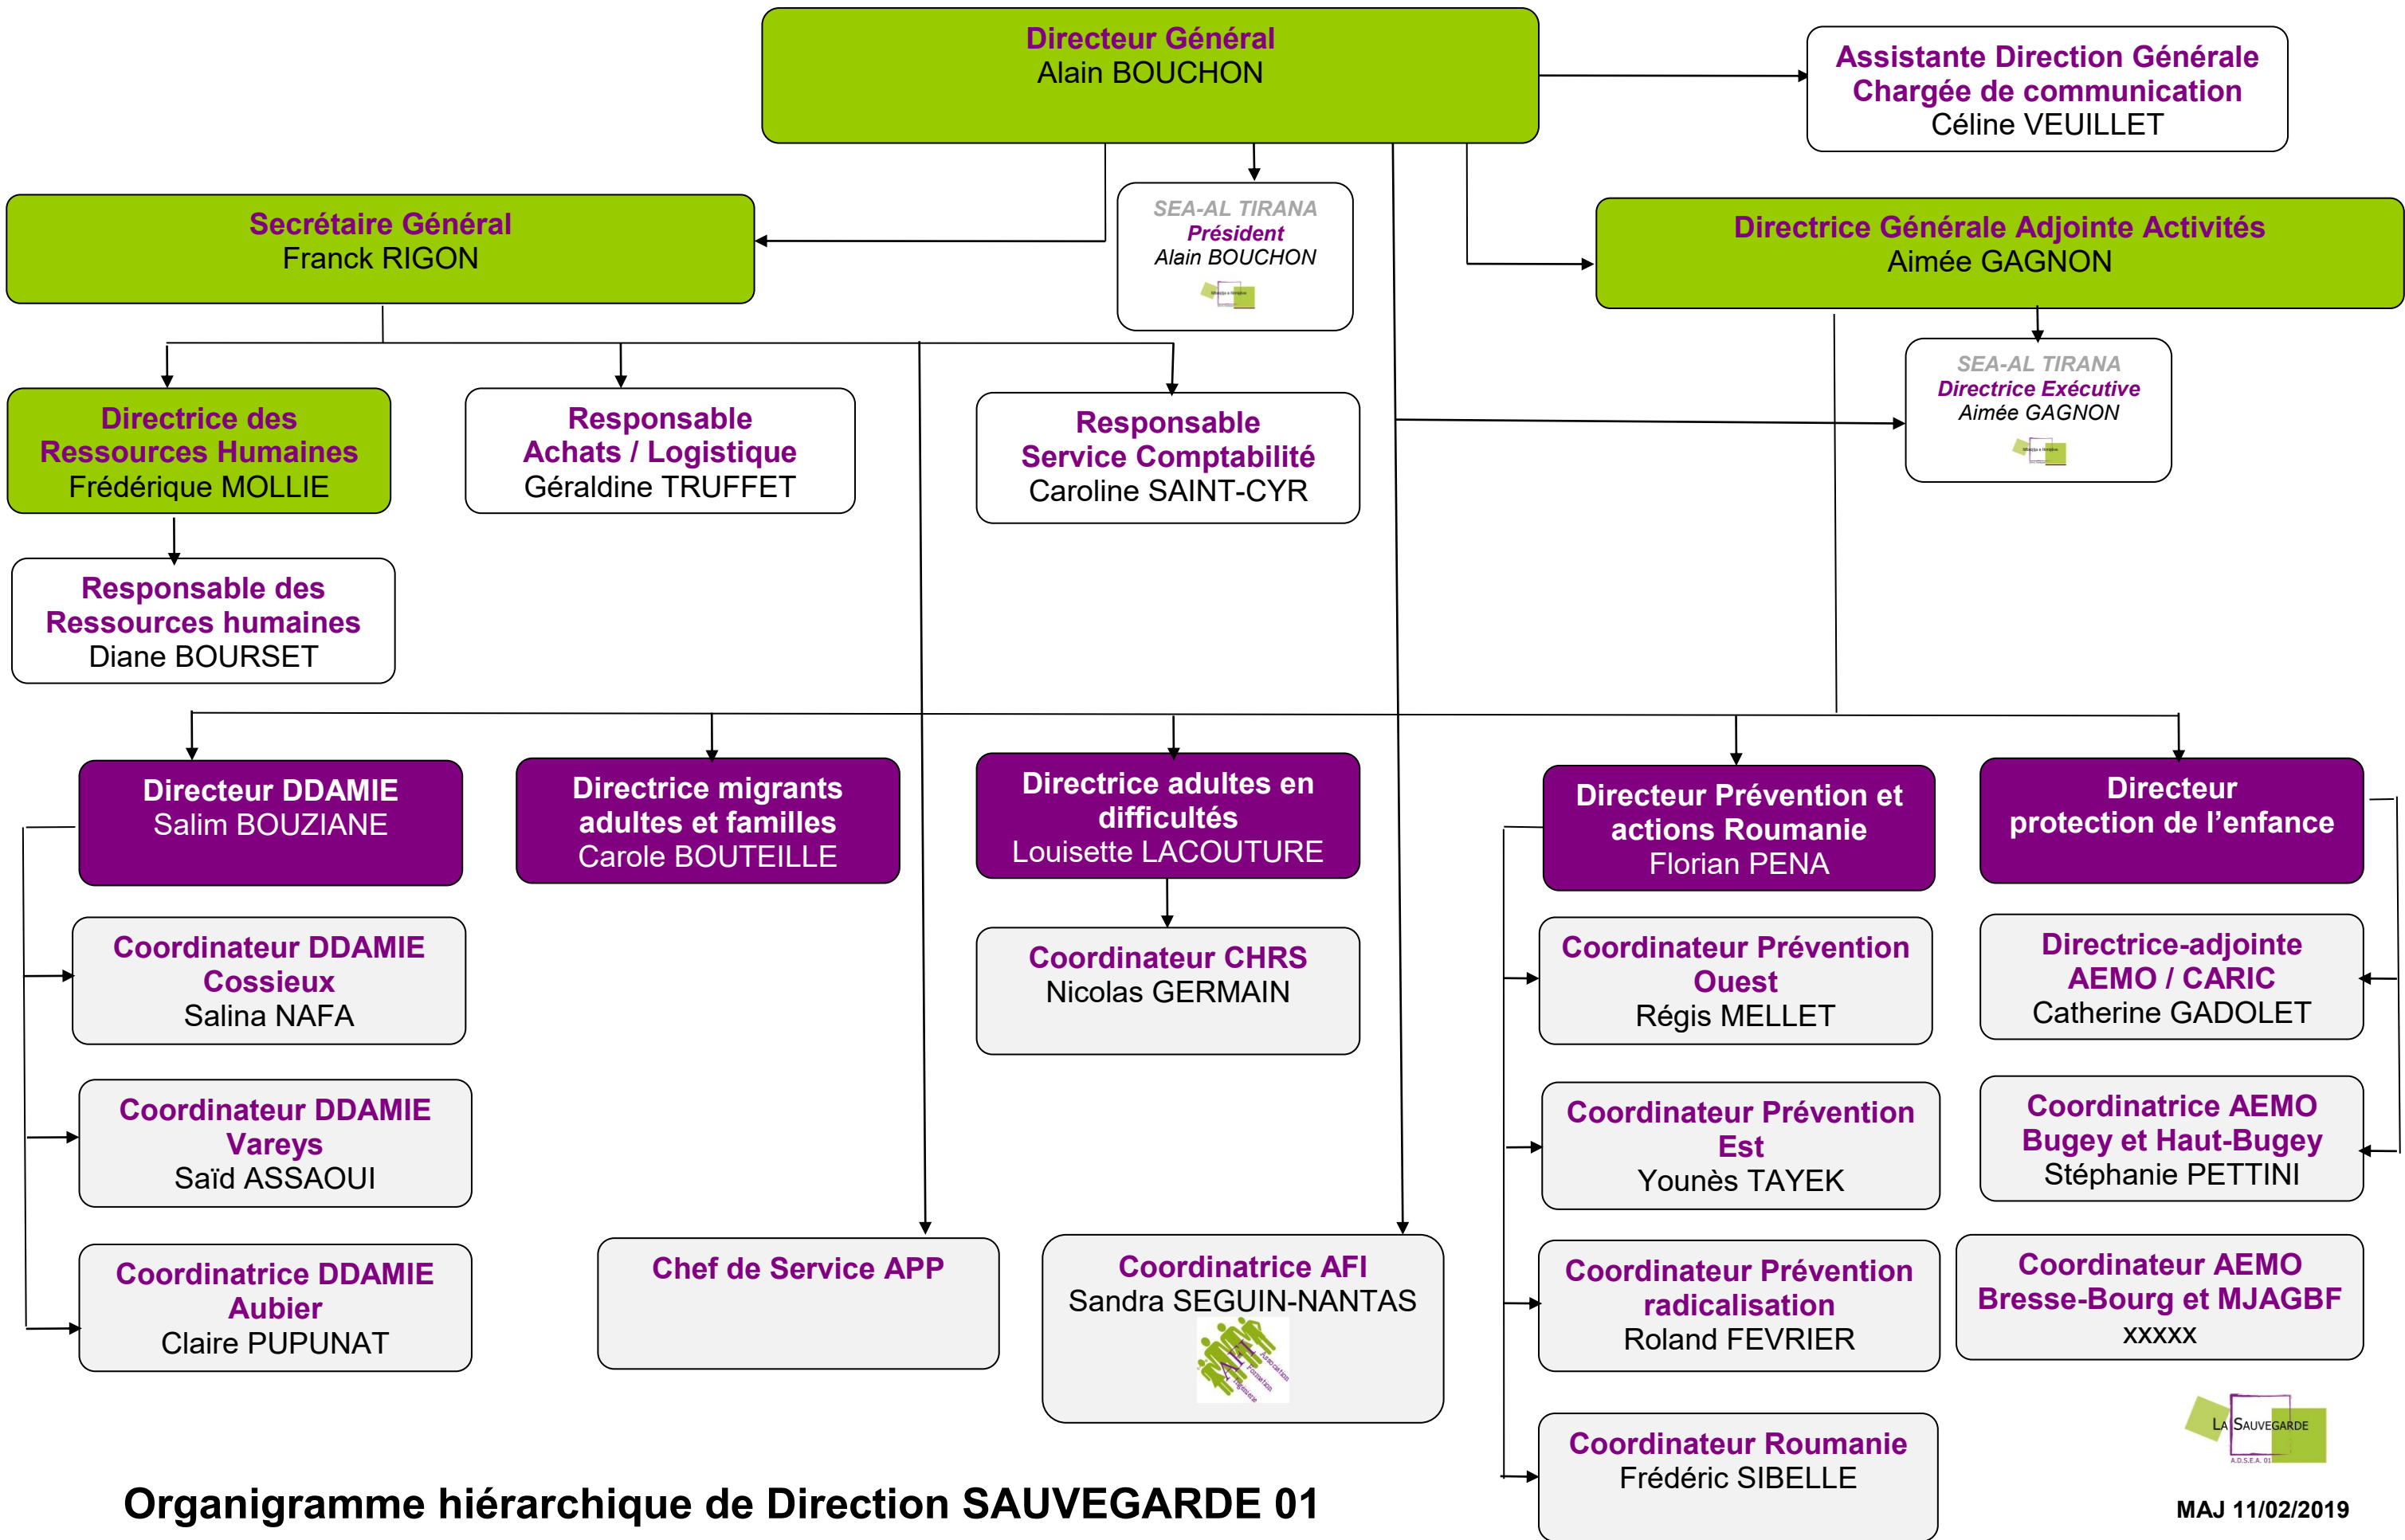 Directeur Général
Alain BOUCHON
Assistante Direction Générale
Chargée de communication
Céline VEUILLET
Secrétaire Général
Franck RIGON
SEA-AL TIRANA
Président
Alain BOUCHON
Directrice Générale Adjointe Activités
Aimée GAGNON
SEA-AL TIRANA
Directrice Exécutive
Aimée GAGNON
Directrice des
Ressources Humaines
Frédérique MOLLIE
Responsable
Achats / Logistique
Géraldine TRUFFET
Responsable
Service Comptabilité
Caroline SAINT-CYR
Responsable des
Ressources humaines
Diane BOURSET
Directeur DDAMIE
Salim BOUZIANE
Directrice migrants
adultes et familles
Carole BOUTEILLE
Directrice adultes en
difficultés
Louisette LACOUTURE
Directeur Prévention et
actions Roumanie
Florian PENA
Directeur
protection de l’enfance
Coordinateur DDAMIE
Cossieux
Salina NAFA
Coordinateur CHRS
Nicolas GERMAIN
Coordinateur Prévention
Ouest
Régis MELLET
Directrice-adjointe
AEMO / CARIC
Catherine GADOLET
Coordinateur DDAMIE
Vareys
Saïd ASSAOUI
Coordinateur Prévention
Est
Younès TAYEK
Coordinatrice AEMO
Bugey et Haut-Bugey
Stéphanie PETTINI
Coordinatrice DDAMIE
Aubier
Claire PUPUNAT
Chef de Service APP
Coordinatrice AFI
Sandra SEGUIN-NANTAS
AFI
Association
Formation
Ingénierie
Coordinateur Prévention
radicalisation
Roland FEVRIER
Coordinateur AEMO
Bresse-Bourg et MJAGBF
xxxxx
Coordinateur Roumanie
Frédéric SIBELLE
LA SAUVEGARDE
A.D.S.E.A. 01
Organigramme hiérarchique de Direction SAUVEGARDE 01
MAJ 11/02/2019